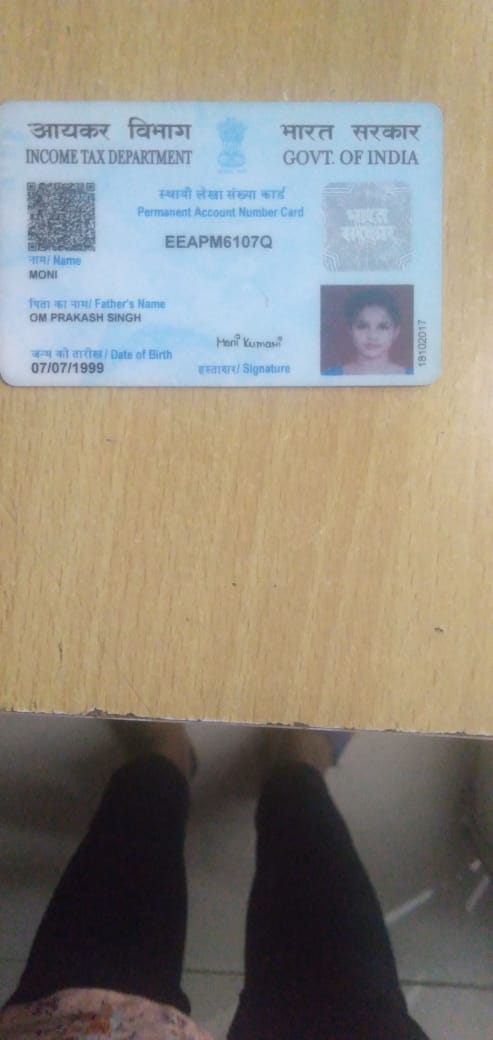 आयकर विभाग
INCOME TAX DEPARTMENT
भारत सरकार
GOVT. OF INDIA
स्थायी लेखा संख्या कार्ड
Permanent Account Number Card
EEAPM6107Q
नाम/ Name
MONI
पिता का नाम/ Father's Name
OM PRAKASH SINGH
जन्म की तारीख/ Date of Birth
07/07/1999
Moni Kumari
हस्ताक्षर/ Signature
18102017
भारत सरकार